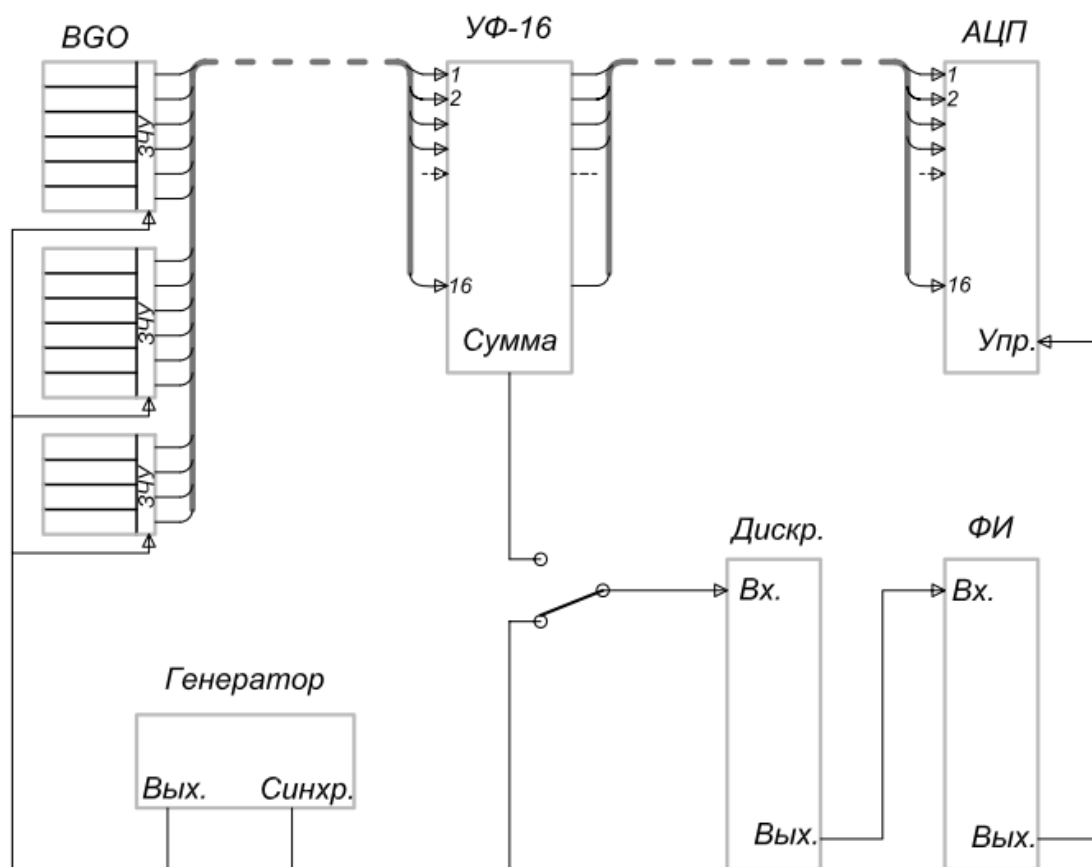 BGO
УФ-16
АЦП
ЗЧУ
1
2
16
Сумма
1
2
16
Упр.
ЗЧУ
ЗЧУ
Дискр.
ФИ
Вх.
Вх.
Генератор
Вых.
Синхр.
Вых.
Вых.